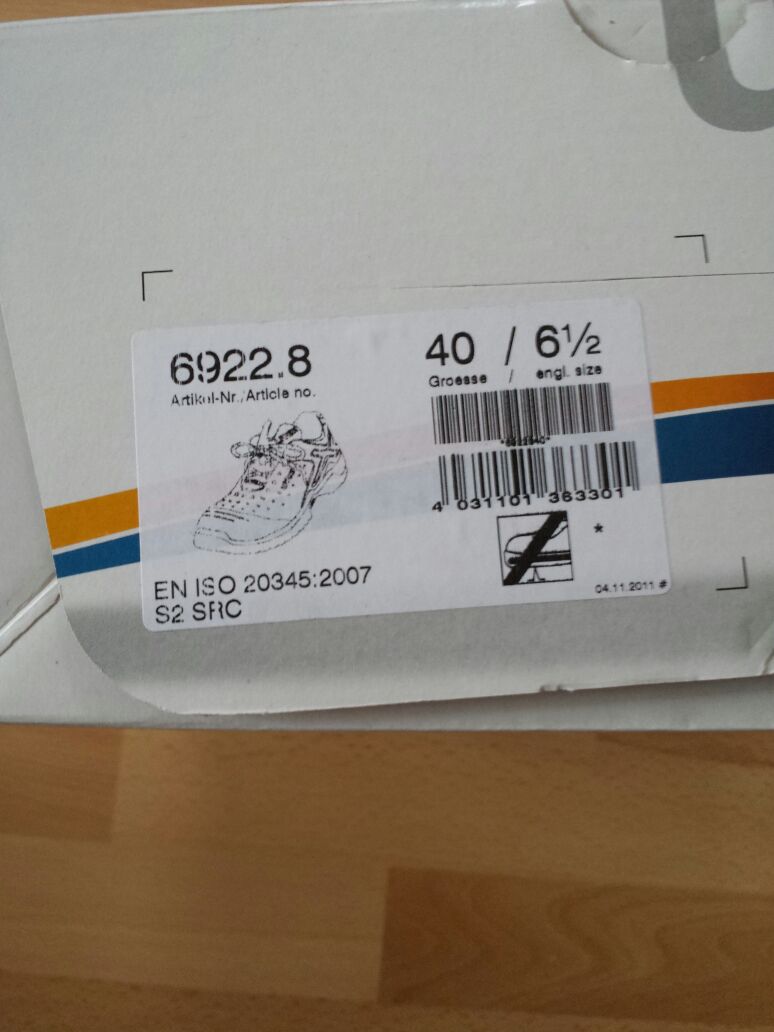 6922.8
Artikel-Nr./Article no.
40 / 6½
Groesse / engl. size
*6922840*
4 031101 363301
*
EN ISO 20345:2007
S2 SRC
04.11.2011 #